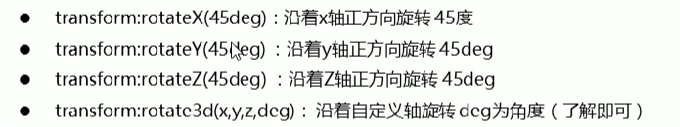 ● transform:rotateX(45deg)：沿着x轴正方向旋转 45度
● transform:rotateY(45deg)：沿着y轴正方向旋转 45deg
● transform:rotateZ(45deg)：沿着Z轴正方向旋转 45deg
● transform:rotate3d(x,y,z,deg)：沿着自定义轴旋转 deg为角度（了解即可）